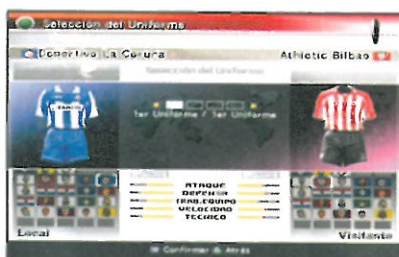 Selección del Uniforme
Deportivo La Coruña
Athletic Bilbao
Selección del Uniforme
1er Uniforme / 1er Uniforme
ATAQUE
DEFENSA
TRAB.EQUIPO
VELOCIDAD
TECNICO
Local
Visitante
Confirmar Atrás